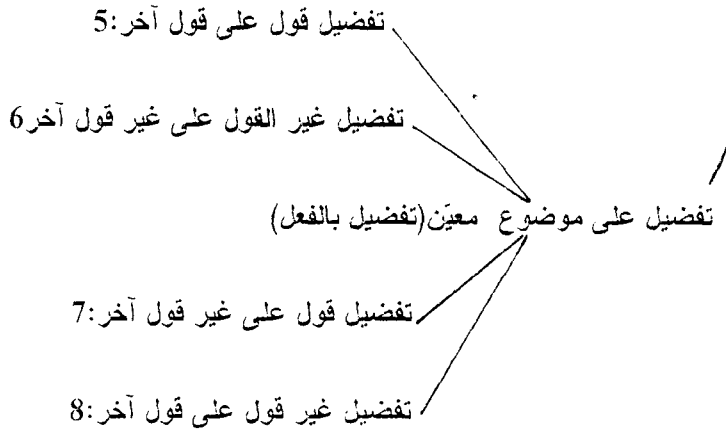 تفضيل قول على قول آخر:5
تفضيل غير القول على غير قول آخر6
تفضيل على موضوع معيّن(تفضيل بالفعل)
تفضيل قول على غير قول آخر:7
تفضيل غير قول على قول آخر:8